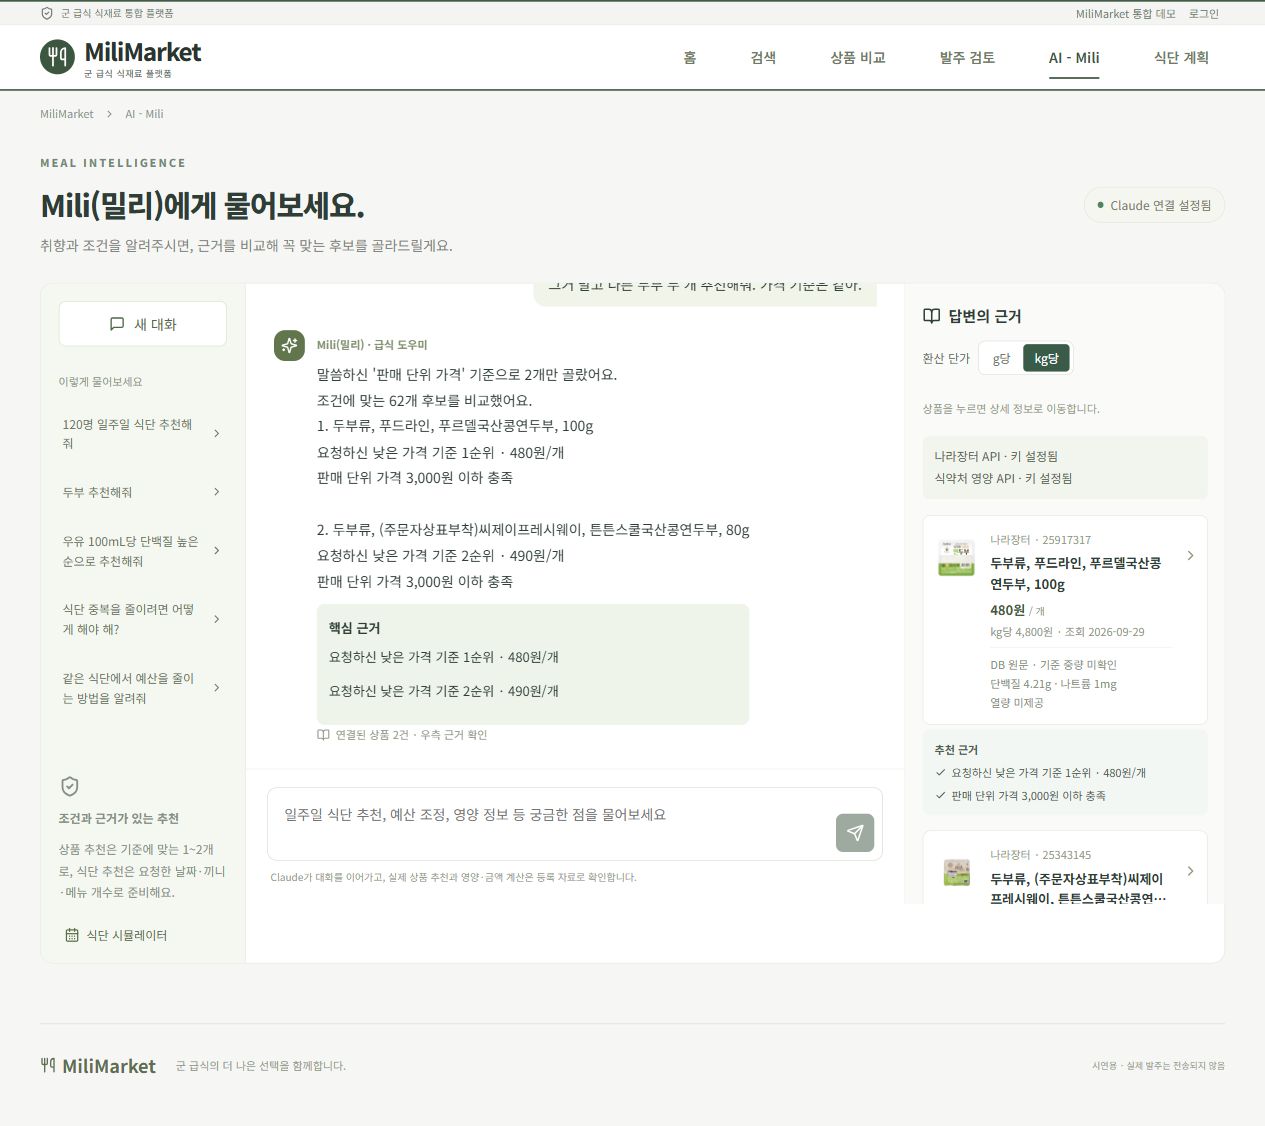 군 급식 식재료 통합 플랫폼
MiliMarket 통합 데모
로그인
MiliMarket
군 급식 식재료 플랫폼
홈
검색
상품 비교
발주 검토
AI - Mili
식단 계획
MiliMarket
AI - Mili
MEAL INTELLIGENCE
Mili(밀리)에게 물어보세요.
취향과 조건을 알려주시면, 근거를 비교해 꼭 맞는 후보를 골라드릴게요.
Claude 연결 설정됨
새 대화
이렇게 물어보세요
120명 일주일 식단 추천해
줘
두부 추천해줘
우유 100mL당 단백질 높은
순으로 추천해줘
식단 중복을 줄이려면 어떻
게 해야 해?
같은 식단에서 예산을 줄이
는 방법을 알려줘
조건과 근거가 있는 추천
상품 추천은 기준에 맞는 1~2개
로, 식단 추천은 요청한 날짜·끼니
·메뉴 개수로 준비해요.
식단 시뮬레이터
그거 말고 다른 두부 두 개 추천해줘. 가격 기준은 같아.
Mili(밀리) · 급식 도우미
말씀하신 '판매 단위 가격' 기준으로 2개만 골랐어요.
조건에 맞는 62개 후보를 비교했어요.
1. 두부류, 푸드라인, 푸르델국산콩연두부, 100g
요청하신 낮은 가격 기준 1순위 · 480원/개
판매 단위 가격 3,000원 이하 충족
2. 두부류, (주문자상표부착)씨제이프레시웨이, 튼튼스쿨국산콩연두부, 80g
요청하신 낮은 가격 기준 2순위 · 490원/개
판매 단위 가격 3,000원 이하 충족
핵심 근거
요청하신 낮은 가격 기준 1순위 · 480원/개
요청하신 낮은 가격 기준 2순위 · 490원/개
연결된 상품 2건 · 우측 근거 확인
일주일 식단 추천, 예산 조정, 영양 정보 등 궁금한 점을 물어보세요
Claude가 대화를 이어가고, 실제 상품 추천과 영양·금액 계산은 등록 자료로 확인합니다.
답변의 근거
환산 단가
g당
kg당
상품을 누르면 상세 정보로 이동합니다.
나라장터 API · 키 설정됨
식약처 영양 API · 키 설정됨
나라장터 · 25917317
두부류, 푸드라인, 푸르델국산콩
연두부, 100g
480원 / 개
kg당 4,800원 · 조회 2026-09-29
DB 원문 · 기준 중량 미확인
단백질 4.21g · 나트륨 1mg
열량 미제공
추천 근거
요청하신 낮은 가격 기준 1순위 · 480원/개
판매 단위 가격 3,000원 이하 충족
나라장터 · 25343145
두부류, (주문자상표부착)씨제이
프레시웨이, 튼튼스쿨국산콩연…
MiliMarket
군 급식의 더 나은 선택을 함께합니다.
시연용 · 실제 발주는 전송되지 않음